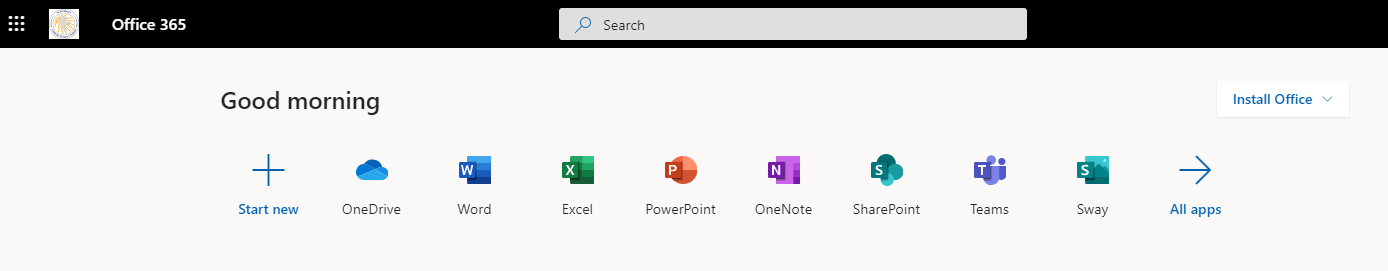 Office 365
Search
Good morning
Install Office
W
X
P
N
S
T
S
Start new
OneDrive
Word
Excel
PowerPoint
OneNote
SharePoint
Teams
Sway
All apps